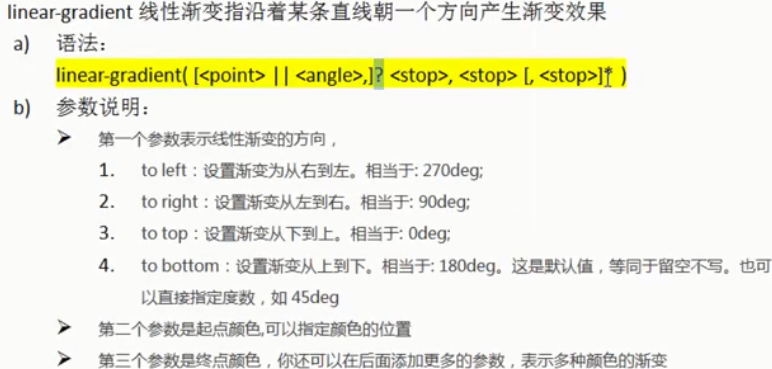 linear-gradient 线性渐变指沿着某条直线朝一个方向产生渐变效果
a) 语法：
linear-gradient( [<point> || <angle>,]? <stop>, <stop> [, <stop>]* )
b) 参数说明：
➢ 第一个参数表示线性渐变的方向，
1. to left：设置渐变为从右到左。相当于: 270deg;
2. to right：设置渐变从左到右。相当于: 90deg;
3. to top：设置渐变从下到上。相当于: 0deg;
4. to bottom：设置渐变从上到下。相当于: 180deg。这是默认值，等同于留空不写。也可
以直接指定度数，如 45deg
➢ 第二个参数是起点颜色,可以指定颜色的位置
➢ 第三个参数是终点颜色，你还可以在后面添加更多的参数，表示多种颜色的渐变